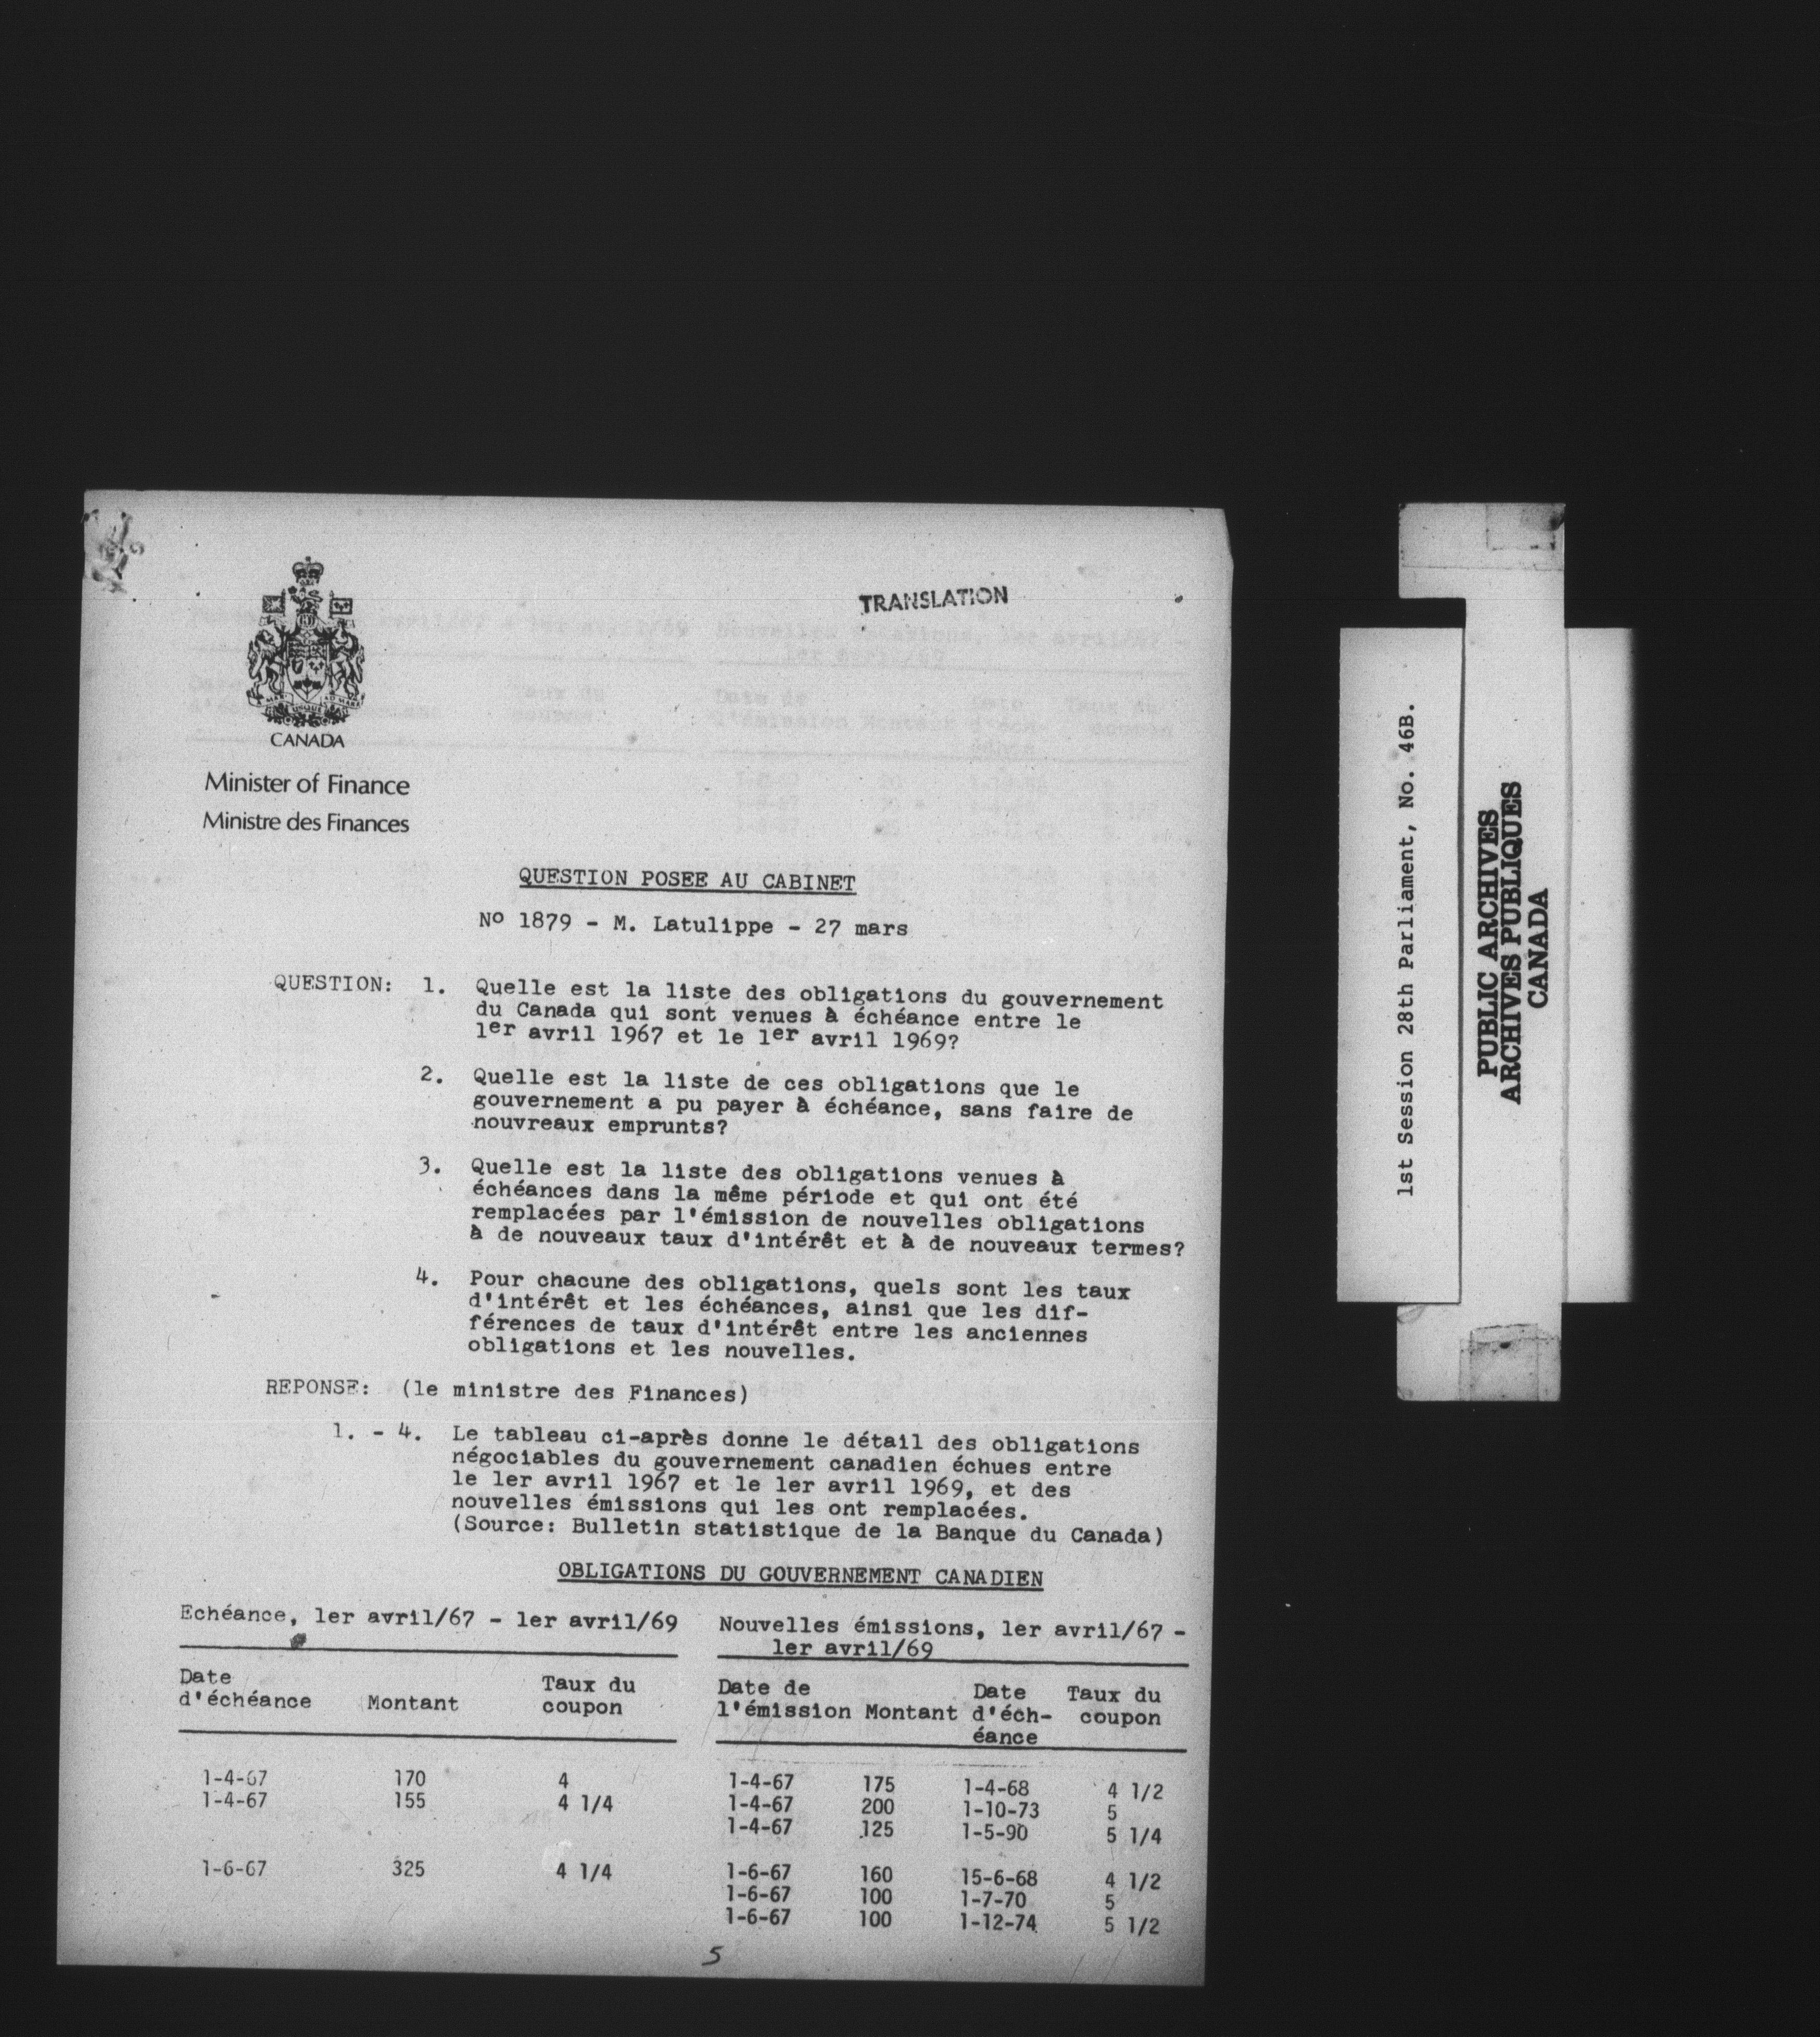 TRANSLATION
CANADA
Minister of Finance
Ministre des Finances
QUESTION POSEE AU CABINET
Nº 1879 - M. Latulippe - 27 mars
QUESTION: 1. Quelle est la liste des obligations du gouvernement
du Canada qui sont venues à échéance entre le
1er avril 1967 et le 1er avril 1969?
2. Quelle est la liste de ces obligations que le
gouvernement a pu payer à échéance, sans faire de
nouvreaux emprunts?
3. Quelle est la liste des obligations venues à
échéances dans la même période et qui ont été
remplacées par l'émission de nouvelles obligations
à de nouveaux taux d'intérêt et à de nouveaux termes?
4. Pour chacune des obligations, quels sont les taux
d'intérêt et les échéances, ainsi que les dif-
férences de taux d'intérêt entre les anciennes
obligations et les nouvelles.
REPONSE: (le ministre des Finances)
1. - 4. Le tableau ci-après donne le détail des obligations
négociables du gouvernement canadien échues entre
le 1er avril 1967 et le 1er avril 1969, et des
nouvelles émissions qui les ont remplacées.
(Source: Bulletin statistique de la Banque du Canada)
OBLIGATIONS DU GOUVERNEMENT CANADIEN
Echéance, 1er avril/67 - 1er avril/69 Nouvelles émissions, 1er avril/67 -
1er avril/69
Date Taux du Date de Date Taux du
d'échéance Montant coupon l'émission Montant d'éch- coupon
éance
1-4-67 170 4 1-4-67 175 1-4-68 4 1/2
1-4-67 155 4 1/4 1-4-67 200 1-10-73 5
1-4-67 125 1-5-90 5 1/4
1-6-67 325 4 1/4 1-6-67 160 15-6-68 4 1/2
1-6-67 100 1-7-70 5
1-6-67 100 1-12-74 5 1/2
5
1st Session 28th Parliament, No. 46B.
PUBLIC ARCHIVES
ARCHIVES PUBLIQUES
CANADA